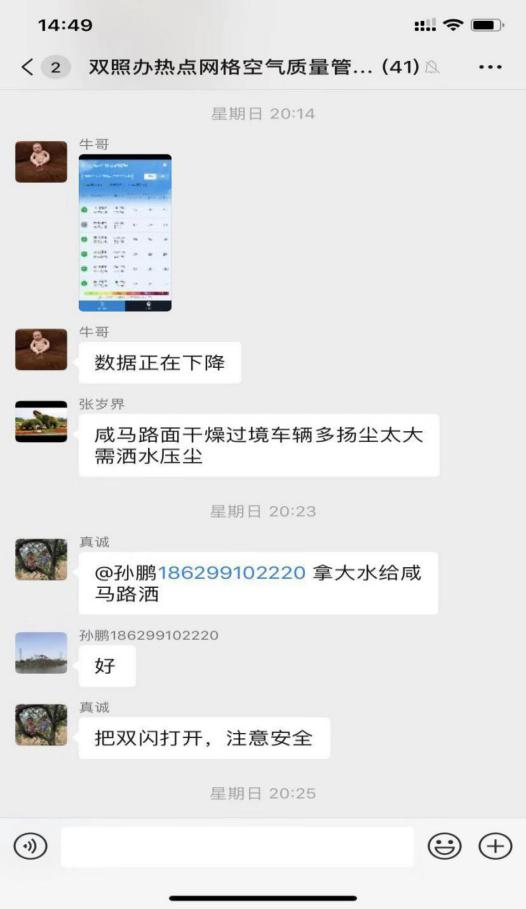 14:49
2 双照办热点网格空气质量管... (41)
星期日 20:14
牛哥
牛哥
数据正在下降
张岁界
咸马路面干燥过境车辆多扬尘太大
需洒水压尘
星期日 20:23
真诚
@孙鹏186299102220 拿大水给咸
马路洒
孙鹏186299102220
好
真诚
把双闪打开，注意安全
星期日 20:25